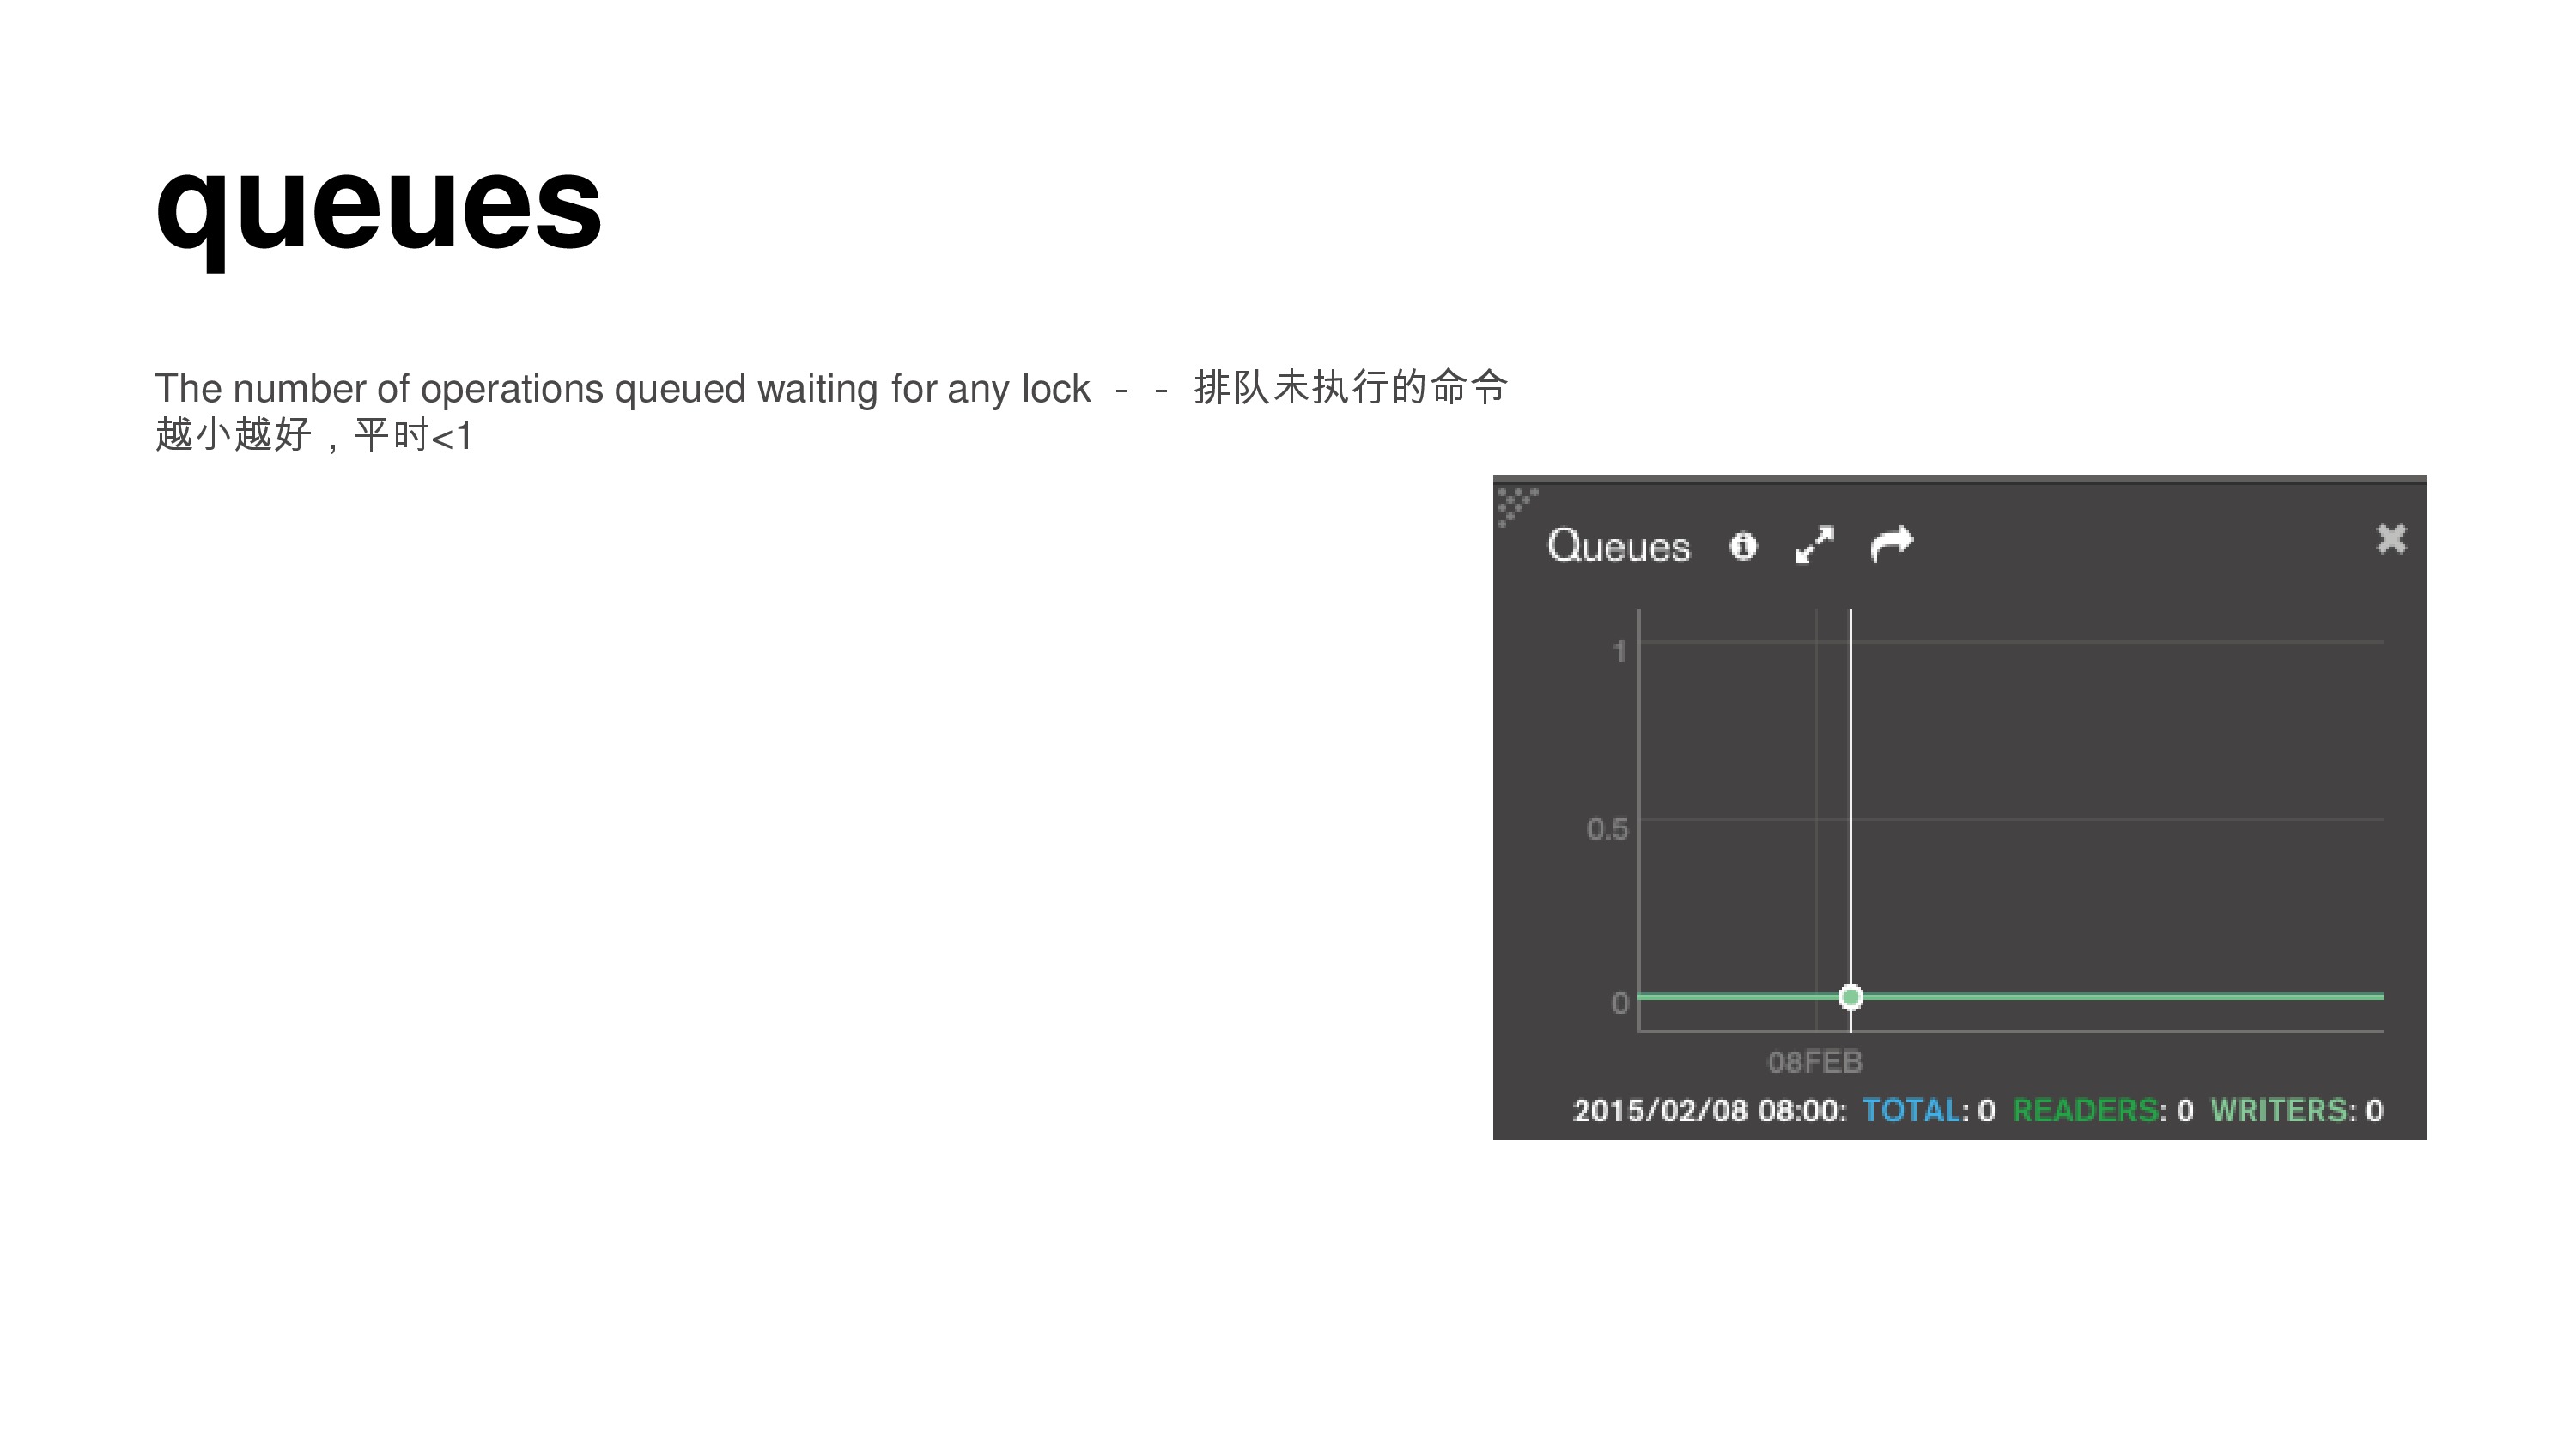 queues
The number of operations queued waiting for any lock - - 排队未执行的命令
越小越好，平时<1
Queues
1
0.5
0
08FEB
2015/02/08 08:00: TOTAL: 0 READERS: 0 WRITERS: 0